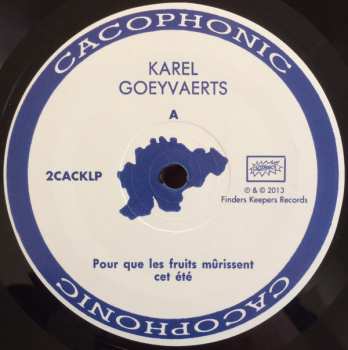 CACOPHONIC
KAREL
GOEYVAERTS
A
2CACKLP
℗ & © 2013
Finders Keepers Records
Pour que les fruits mûrissent
cet été
CACOPHONIC